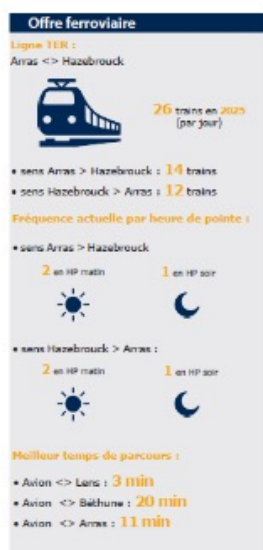 Offre ferroviaire
Ligne TER :
Arras <> Hazebrouck
26 trains en 2025
(par jour)
• sens Arras > Hazebrouck : 14 trains
• sens Hazebrouck > Arras : 12 trains
Fréquence actuelle par heure de pointe :
• sens Arras > Hazebrouck
2 en HP matin 1 en HP soir
• sens Hazebrouck > Arras :
2 en HP matin 1 en HP soir
Meilleur temps de parcours :
• Avion <> Lens : 3 min
• Avion <> Béthune : 20 min
• Avion <> Arras : 11 min